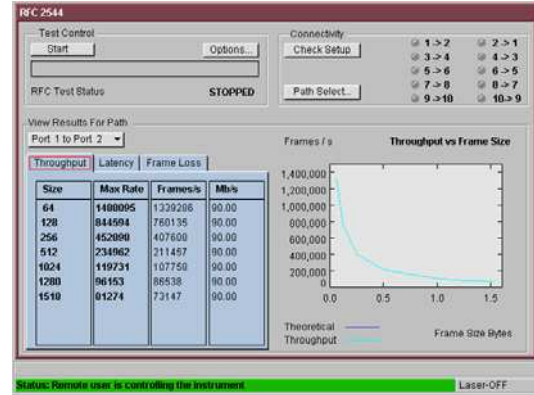 RFC 2544
Test Control
Start Options...
RFC Test Status STOPPED
Connectivity
Check Setup
Path Select...
1 -> 2 2 -> 1
3 -> 4 4 -> 3
5 -> 6 6 -> 5
7 -> 8 8 -> 7
9 -> 10 10 -> 9
View Results For Path
Port 1 to Port 2
Throughput Latency Frame Loss
Size Max Rate Frames/s Mb/s
64 1488095 1339286 90.00
128 844594 760135 90.00
256 452898 407608 90.00
512 234962 211467 90.00
1024 119731 107758 90.00
1280 96153 86538 90.00
1518 81274 73147 90.00
Frames / s Throughput vs Frame Size
1,400,000
1,200,000
1,000,000
800,000
600,000
400,000
200,000
0.0 0.5 1.0 1.5
Theoretical
Throughput
Frame Size Bytes
Status: Remote user is controlling the instrument Laser-OFF